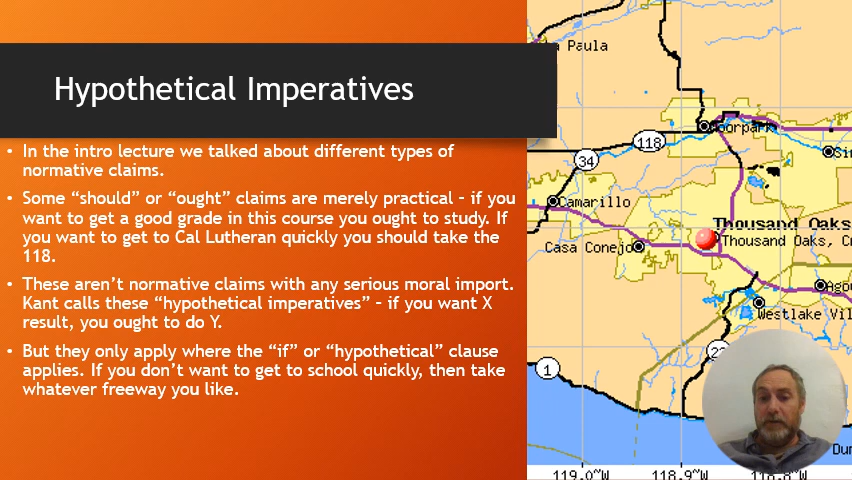 Hypothetical Imperatives
• In the intro lecture we talked about different types of
normative claims.
• Some “should” or “ought” claims are merely practical – if you
want to get a good grade in this course you ought to study. If
you want to get to Cal Lutheran quickly you should take the
118.
• These aren’t normative claims with any serious moral import.
Kant calls these “hypothetical imperatives” – if you want X
result, you ought to do Y.
• But they only apply where the “if” or “hypothetical” clause
applies. If you don’t want to get to school quickly, then take
whatever freeway you like.
Paula
118
34
Camarillo
Thousand Oaks
Casa Conejo
Thousand Oaks,
1
119.0°W 118.9°W